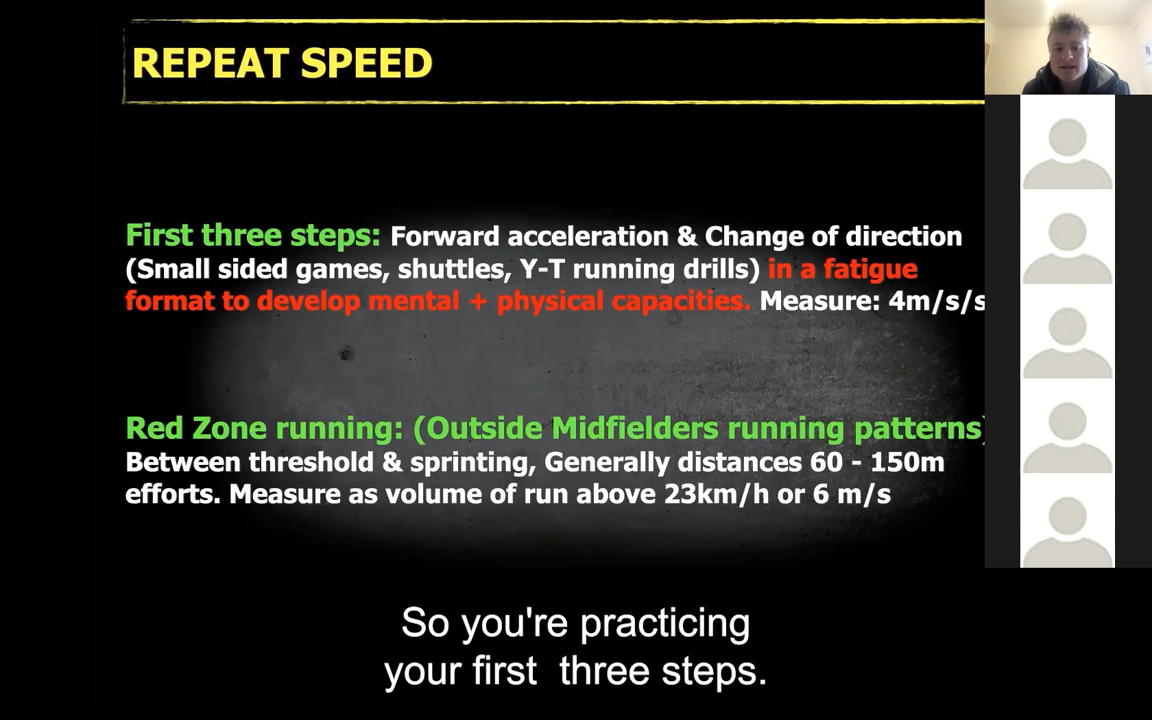 REPEAT SPEED
First three steps: Forward acceleration & Change of direction
(Small sided games, shuttles, Y-T running drills) in a fatigue
format to develop mental + physical capacities. Measure: 4m/s/s
Red Zone running: (Outside Midfielders running patterns)
Between threshold & sprinting, Generally distances 60 - 150m
efforts. Measure as volume of run above 23km/h or 6 m/s
So you're practicing
your first three steps.